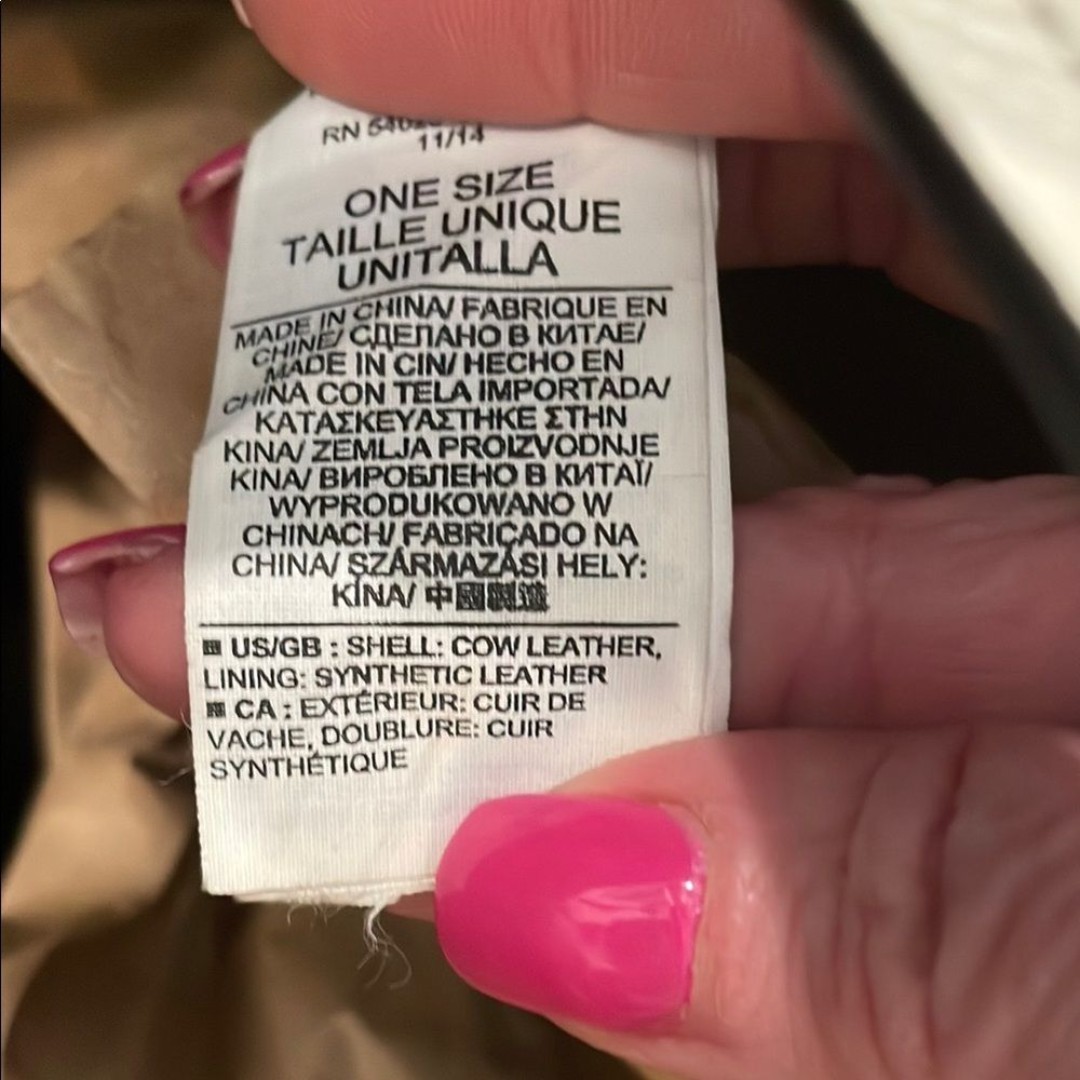 RN
11/14
ONE SIZE
TAILLE UNIQUE
UNITALLA
MADE IN CHINA/ FABRIQUE EN
CHINE/ СДЕЛАНО В КИТАЕ/
MADE IN CIN/ HECHO EN
CHINA CON TELA IMPORTADA/
ΚΑΤΑΣΚΕΥΑΣΤΗΚΕ ΣΤΗΝ
ΚΙΝΑ/ ZEMLJA PROIZVODNJE
KINA/ ВИРОБЛЕНО В КИТАЇ/
WYPRODUKOWANO W
CHINACH/ FABRICADO NA
CHINA/ SZÁRMAZÁSI HELY:
KÍNA/ 中國製造
US/GB : SHELL: COW LEATHER,
LINING: SYNTHETIC LEATHER
CA : EXTÉRIEUR: CUIR DE
VACHE, DOUBLURE: CUIR
SYNTHÉTIQUE